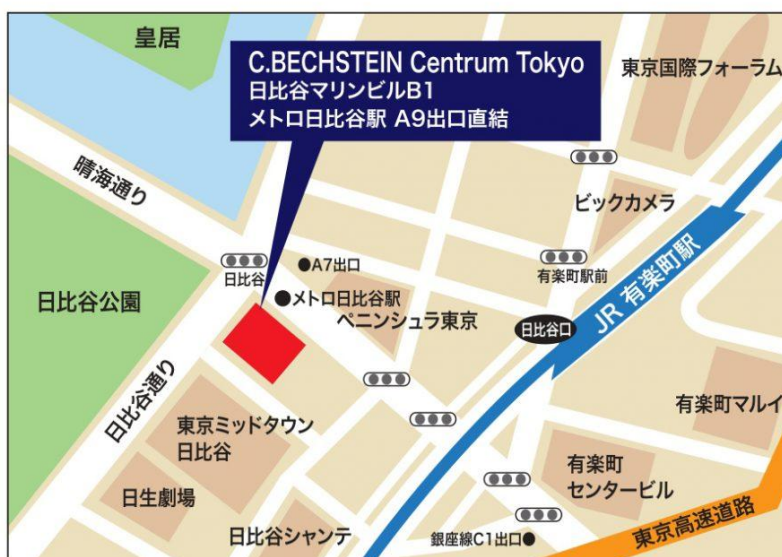 皇居
C.BECHSTEIN Centrum Tokyo
日比谷マリンビルB1
メトロ日比谷駅 A9出口直結
東京国際フォーラム
晴海通り
ビックカメラ
日比谷
A7出口
有楽町駅前
JR 有楽町駅
日比谷公園
メトロ日比谷駅
ペニンシュラ東京
日比谷口
日比谷通り
東京ミッドタウン
日比谷
有楽町マルイ
日生劇場
有楽町
センタービル
日比谷シャンテ
銀座線C1出口
東京高速道路